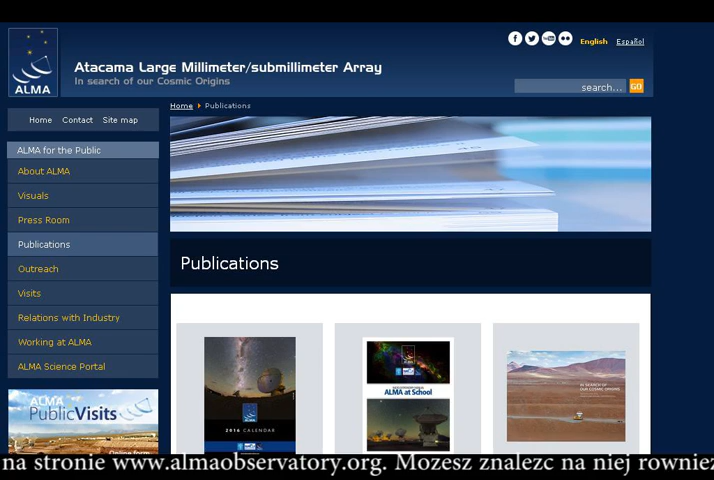 English Español
Atacama Large Millimeter/submillimeter Array
In search of our Cosmic Origins
ALMA
search... GO
Home Contact Site map
Home Publications
ALMA for the Public
About ALMA
Visuals
Press Room
Publications
Outreach
Visits
Relations with Industry
Working at ALMA
ALMA Science Portal
Publications
ALMA
PublicVisits
Online form
2016 CALENDAR
ALMA at School
IN SEARCH OF
OUR COSMIC ORIGINS
na stronie www.almaobservatory.org. Mozesz znalezc na niej rowniez